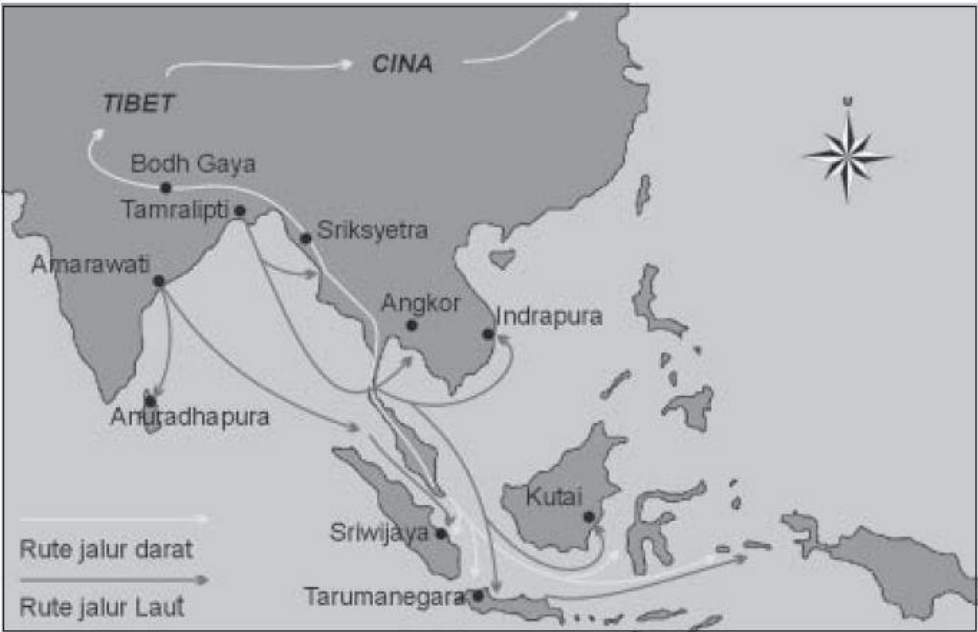 CINA
TIBET
U
Bodh Gaya
Tamralipti
Sriksyetra
Amarawati
Angkor
Indrapura
Anuradhapura
Kutai
Sriwijaya
Rute jalur darat
Tarumanegara
Rute jalur Laut